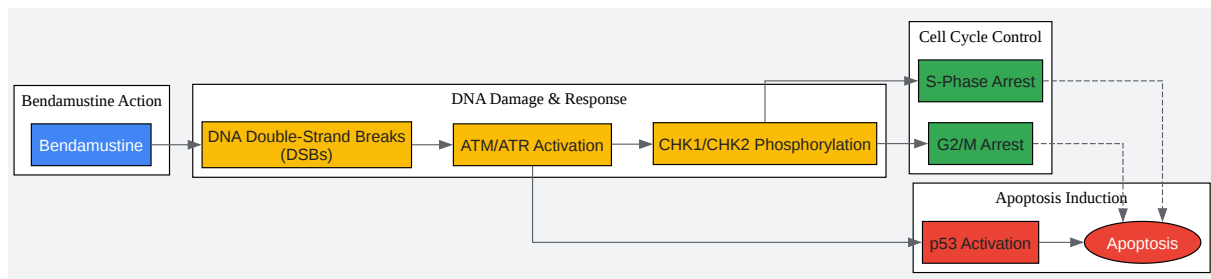 Bendamustine Action
Bendamustine
DNA Damage & Response
DNA Double-Strand Breaks
(DSBs)
ATM/ATR Activation
CHK1/CHK2 Phosphorylation
Cell Cycle Control
S-Phase Arrest
G2/M Arrest
Apoptosis Induction
p53 Activation
Apoptosis